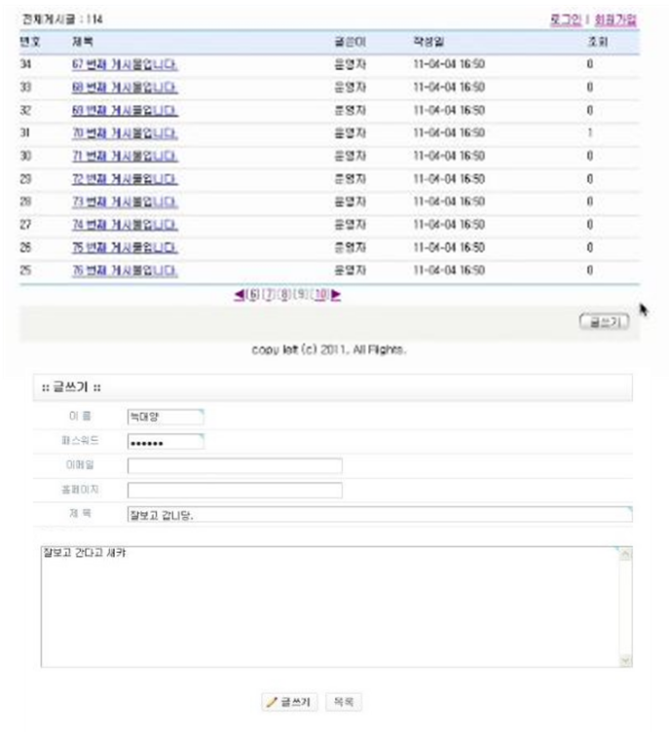 전체게시글 : 114 로그인 | 회원가입
번호 제목 글쓴이 작성일 조회
34 67 번째 게시물입니다. 운영자 11-04-04 16:50 0
33 68 번째 게시물입니다. 운영자 11-04-04 16:50 0
32 69 번째 게시물입니다. 운영자 11-04-04 16:50 0
31 70 번째 게시물입니다. 운영자 11-04-04 16:50 1
30 71 번째 게시물입니다. 운영자 11-04-04 16:50 0
29 72 번째 게시물입니다. 운영자 11-04-04 16:50 0
28 73 번째 게시물입니다. 운영자 11-04-04 16:50 0
27 74 번째 게시물입니다. 운영자 11-04-04 16:50 0
26 75 번째 게시물입니다. 운영자 11-04-04 16:50 0
25 76 번째 게시물입니다. 운영자 11-04-04 16:50 0
◀[6] [7] [8] [9] [10]▶
글쓰기
copy left (c) 2011, All Rights.
:: 글쓰기 ::
이 름 늑대양
패스워드 ••••••
이메일
홈페이지
제 목 잘보고 갑니당.
잘보고 간다고 새캬
글쓰기 목록